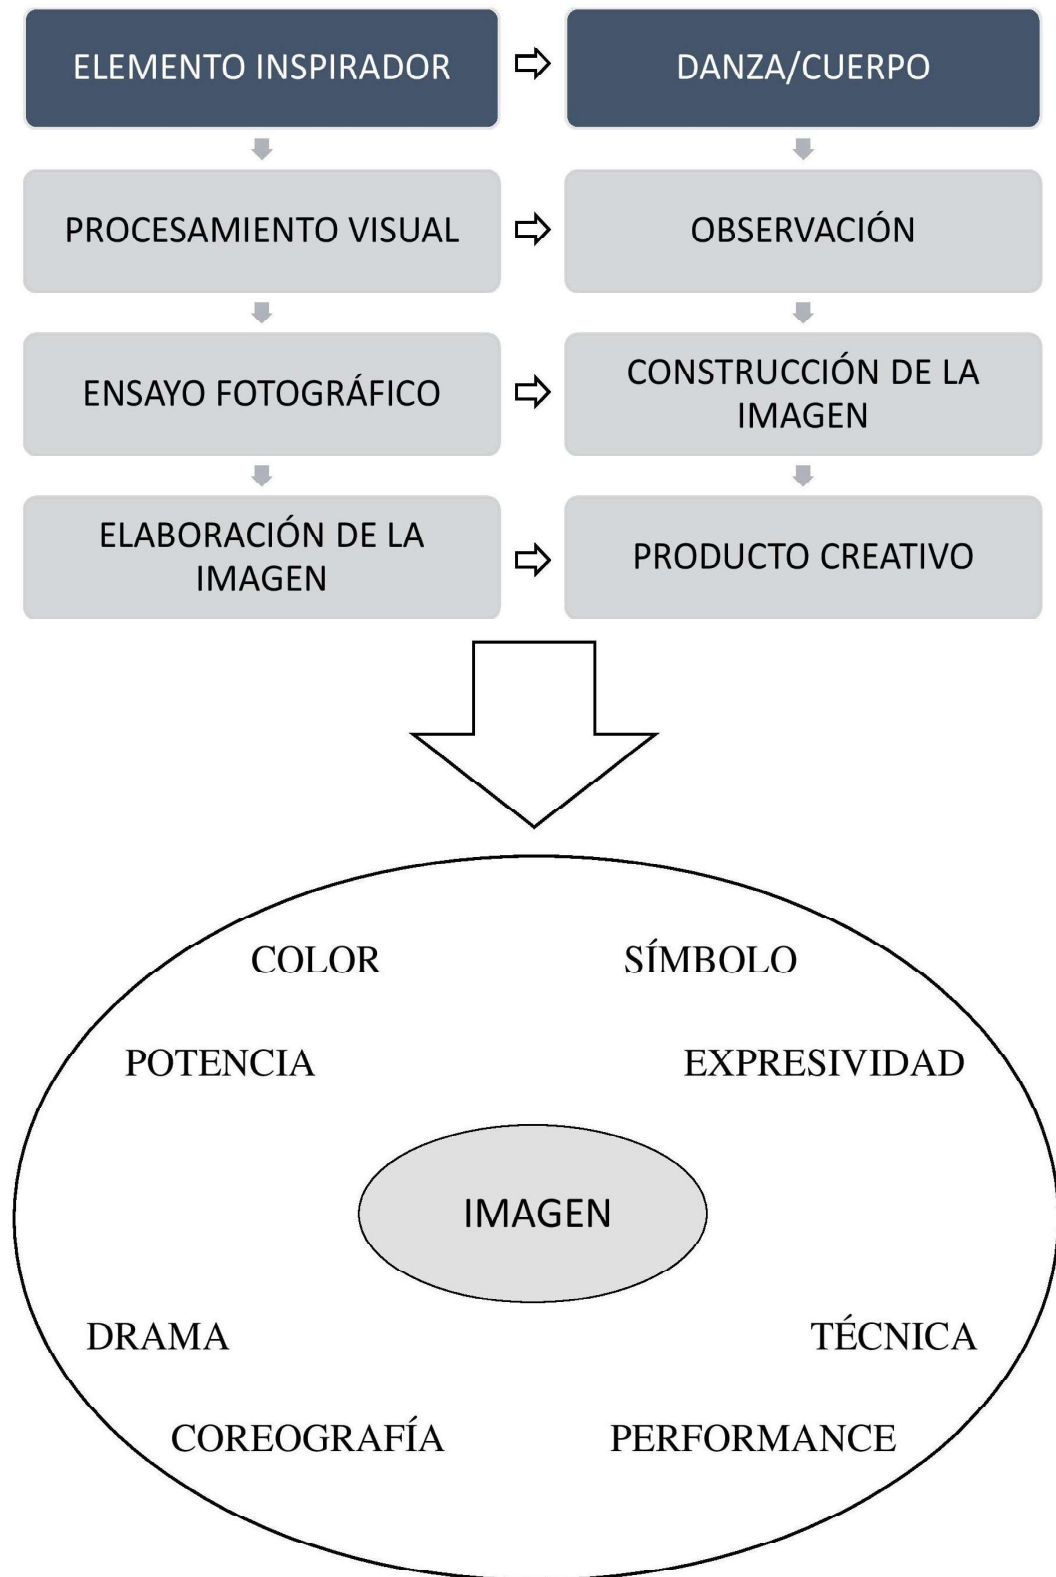 ELEMENTO INSPIRADOR
DANZA/CUERPO
PROCESAMIENTO VISUAL
OBSERVACIÓN
ENSAYO FOTOGRÁFICO
CONSTRUCCIÓN DE LA
IMAGEN
ELABORACIÓN DE LA
IMAGEN
PRODUCTO CREATIVO
COLOR
SÍMBOLO
POTENCIA
EXPRESIVIDAD
IMAGEN
DRAMA
TÉCNICA
COREOGRAFÍA
PERFORMANCE